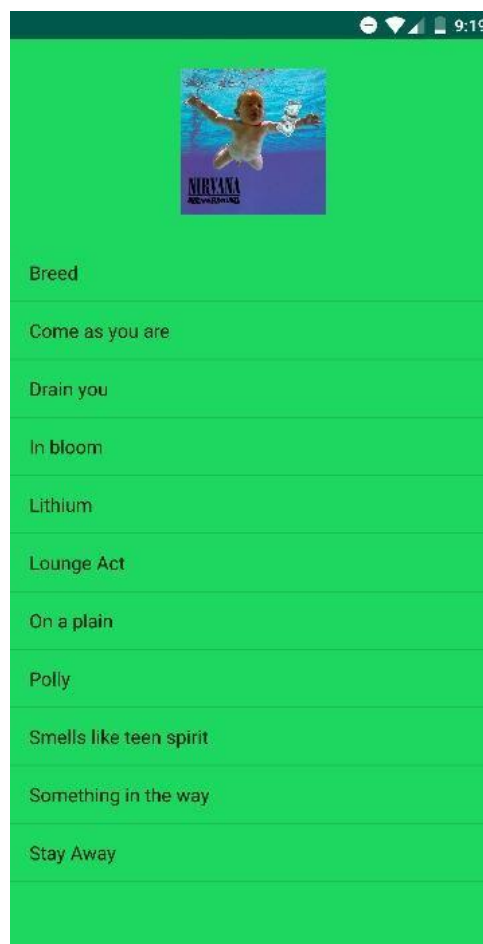 9:19
NIRVANA
NEVERMIND
Breed
Come as you are
Drain you
In bloom
Lithium
Lounge Act
On a plain
Polly
Smells like teen spirit
Something in the way
Stay Away